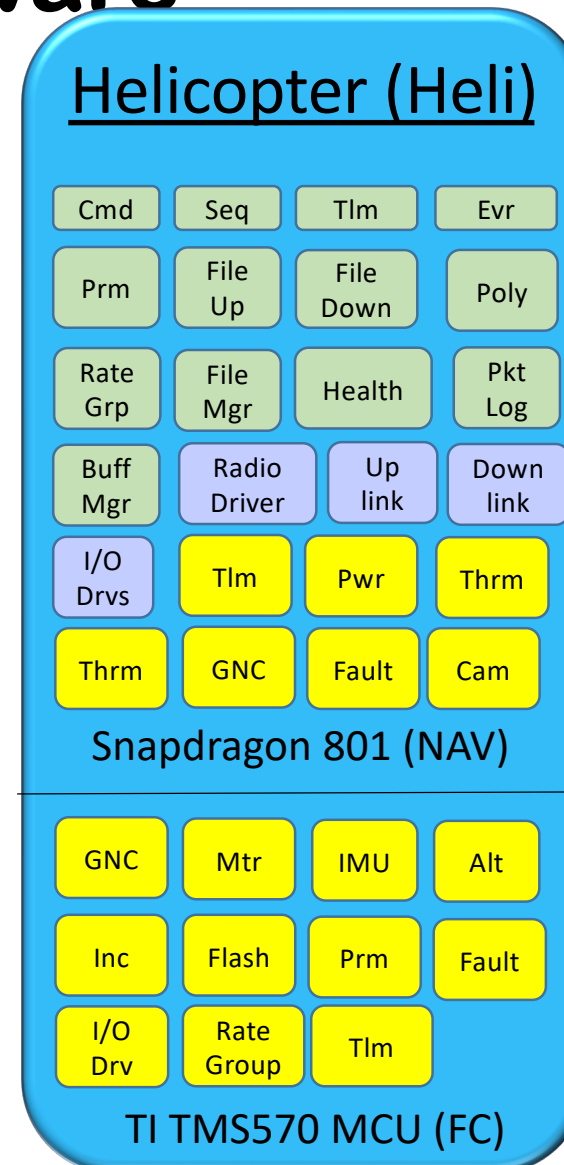 Helicopter (Heli)
Cmd Seq Tlm Evr
Prm File Up File Down Poly
Rate Grp File Mgr Health Pkt Log
Buff Mgr Radio Driver Up link Down link
I/O Drvs Tlm Pwr Thrm
Thrm GNC Fault Cam
Snapdragon 801 (NAV)
GNC Mtr IMU Alt
Inc Flash Prm Fault
I/O Drv Rate Group Tlm
TI TMS570 MCU (FC)